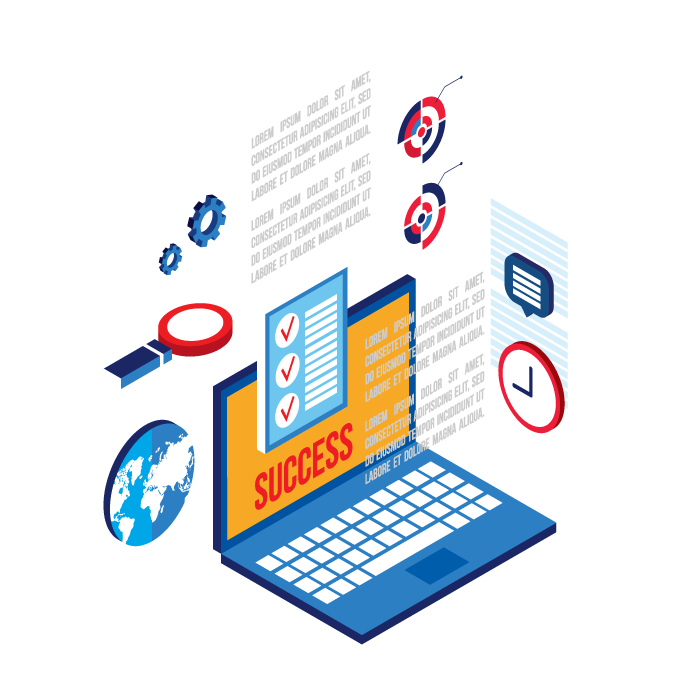 LOREM IPSUM DOLOR SIT AMET,
CONSECTETUR ADIPISICING ELIT, SED
DO EIUSMOD TEMPOR INCIDIDUNT UT
LABORE ET DOLORE MAGNA ALIQUA.
LOREM IPSUM DOLOR SIT AMET,
CONSECTETUR ADIPISICING ELIT, SED
DO EIUSMOD TEMPOR INCIDIDUNT UT
LABORE ET DOLORE MAGNA ALIQUA.
LOREM IPSUM DOLOR SIT AMET,
CONSECTETUR ADIPISICING ELIT, SED
DO EIUSMOD TEMPOR INCIDIDUNT UT
LABORE ET DOLORE MAGNA ALIQUA.
LOREM IPSUM DOLOR SIT AMET,
CONSECTETUR ADIPISICING ELIT, SED
DO EIUSMOD TEMPOR INCIDIDUNT UT
LABORE ET DOLORE MAGNA ALIQUA.
SUCCESS